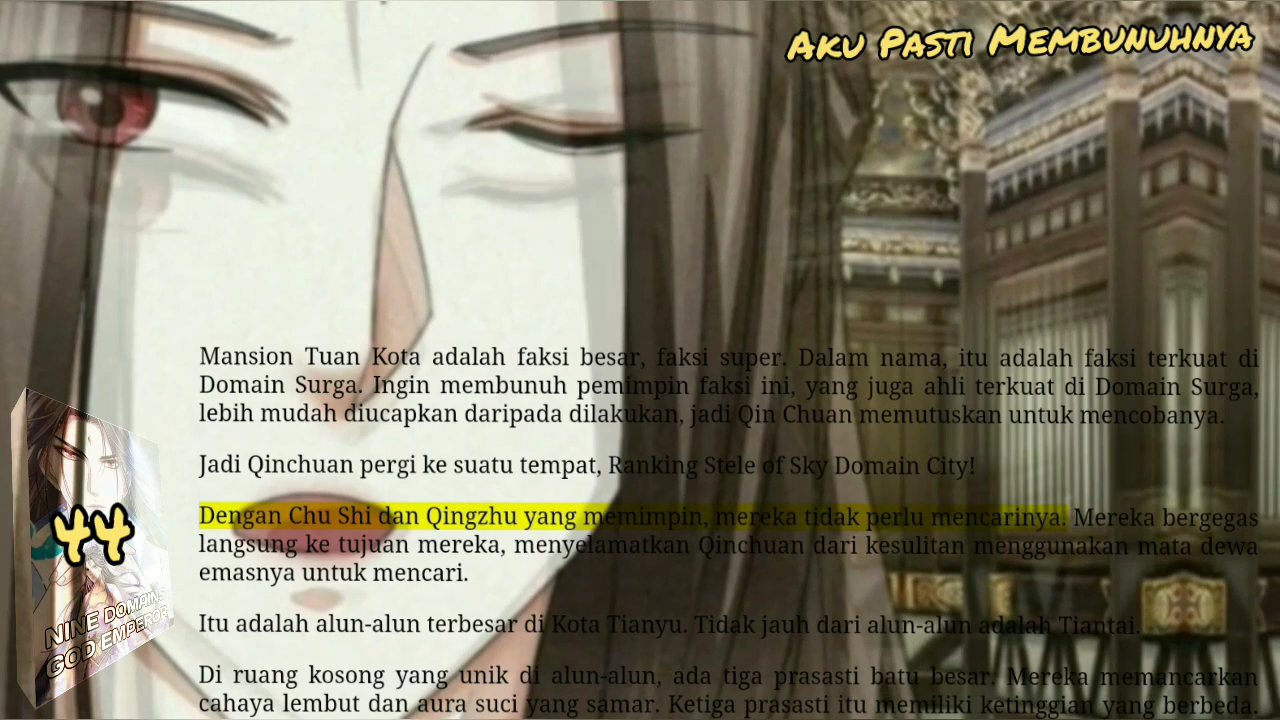 Aku Pasti Membunuhnya
Mansion Tuan Kota adalah faksi besar, faksi super. Dalam nama, itu adalah faksi terkuat di
Domain Surga. Ingin membunuh pemimpin faksi ini, yang juga ahli terkuat di Domain Surga,
lebih mudah diucapkan daripada dilakukan, jadi Qin Chuan memutuskan untuk mencobanya.
Jadi Qinchuan pergi ke suatu tempat, Ranking Stele of Sky Domain City!
Dengan Chu Shi dan Qingzhu yang memimpin, mereka tidak perlu mencarinya. Mereka bergegas
langsung ke tujuan mereka, menyelamatkan Qinchuan dari kesulitan menggunakan mata dewa
emasnya untuk mencari.
Itu adalah alun-alun terbesar di Kota Tianyu. Tidak jauh dari alun-alun adalah Tiantai.
Di ruang kosong yang unik di alun-alun, ada tiga prasasti batu besar. Mereka memancarkan
cahaya lembut dan aura suci yang samar. Ketiga prasasti itu memiliki ketinggian yang berbeda.
44
NINE DOMAINS
GOD EMPEROR